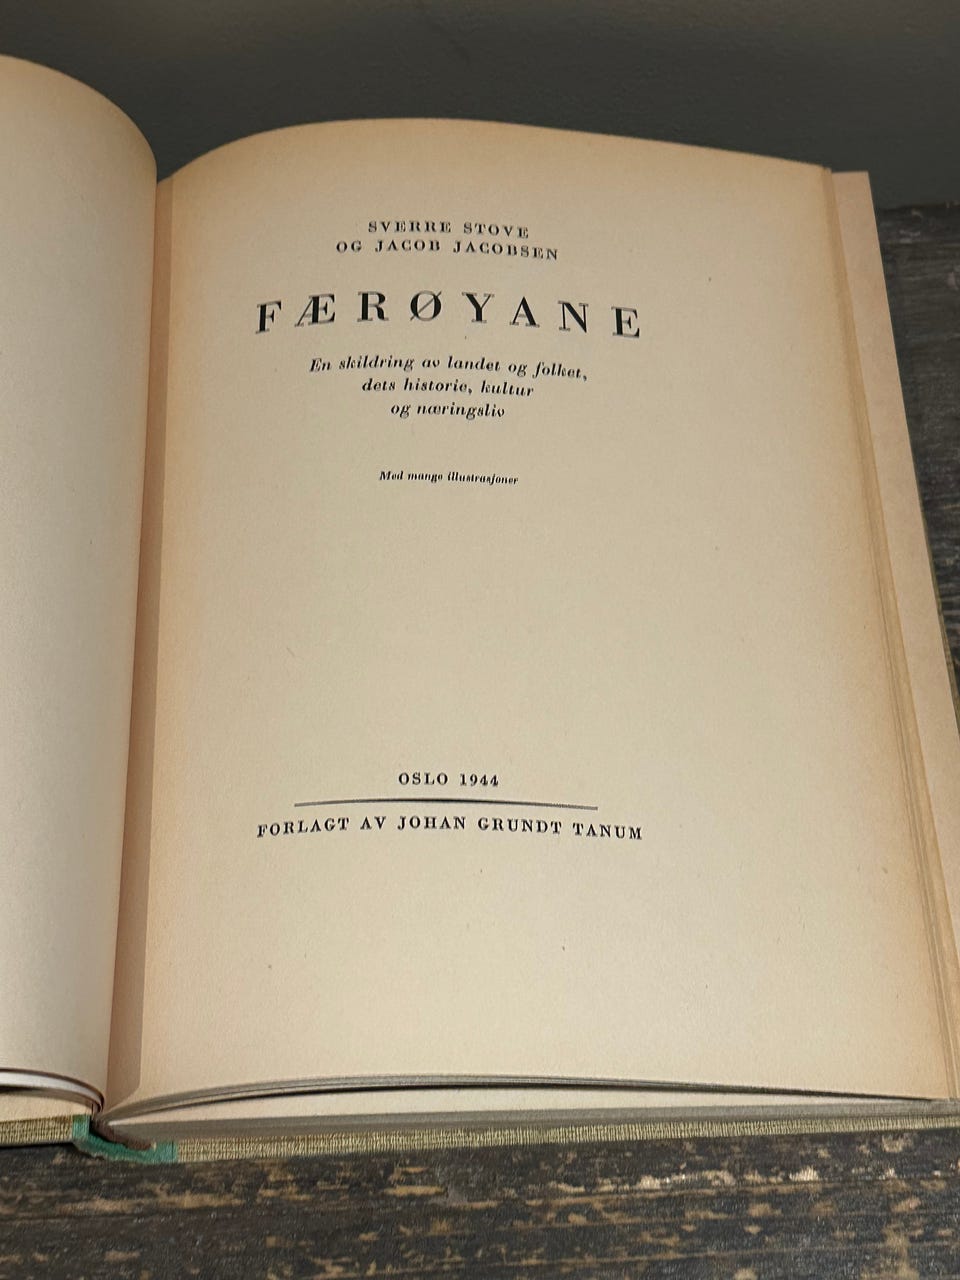 SVERRE STOVE
OG JACOB JACOBSEN
FÆRØYANE
En skildring av landet og folket,
dets historie, kultur
og næringsliv
Med mange illustrasjoner
OSLO 1944
FORLAGT AV JOHAN GRUNDT TANUM